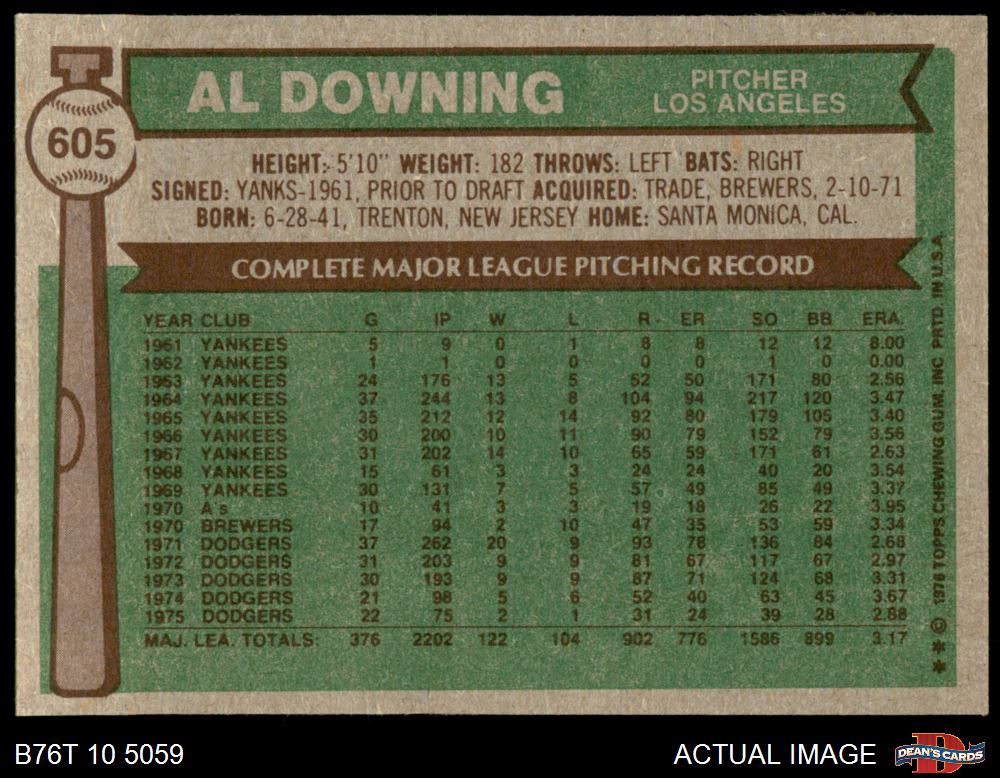 605
AL DOWNING
PITCHER
LOS ANGELES
HEIGHT: 5'10" WEIGHT: 182 THROWS: LEFT BATS: RIGHT
SIGNED: YANKS-1961, PRIOR TO DRAFT ACQUIRED: TRADE, BREWERS, 2-10-71
BORN: 6-28-41, TRENTON, NEW JERSEY HOME: SANTA MONICA, CAL.
COMPLETE MAJOR LEAGUE PITCHING RECORD
YEAR CLUB G IP W L R ER SO BB ERA
1961 YANKEES 5 9 0 1 8 8 12 12 8.00
1962 YANKEES 1 1 0 0 0 0 1 0 0.00
1963 YANKEES 24 176 13 5 52 50 171 80 2.56
1964 YANKEES 37 244 13 8 104 94 217 120 3.47
1965 YANKEES 35 212 12 14 92 80 179 105 3.40
1966 YANKEES 30 200 10 11 90 79 152 79 3.56
1967 YANKEES 31 202 14 10 65 59 171 61 2.63
1968 YANKEES 15 61 3 3 24 24 40 20 3.54
1969 YANKEES 30 131 7 5 57 49 85 49 3.37
1970 A's 10 41 3 3 19 18 26 22 3.95
1970 BREWERS 17 94 2 10 47 35 53 59 3.34
1971 DODGERS 37 262 20 9 93 78 136 84 2.68
1972 DODGERS 31 203 9 9 81 67 117 67 2.97
1973 DODGERS 30 193 9 9 87 71 124 68 3.31
1974 DODGERS 21 98 5 6 52 40 63 45 3.67
1975 DODGERS 22 75 2 1 31 24 39 28 2.88
MAJ. LEA. TOTALS: 376 2202 122 104 902 776 1586 899 3.17
* * © 1976 TOPPS CHEWING GUM, INC. PRTD. IN U.S.A.
B76T 10 5059
ACTUAL IMAGE
D
DEAN'S CARDS